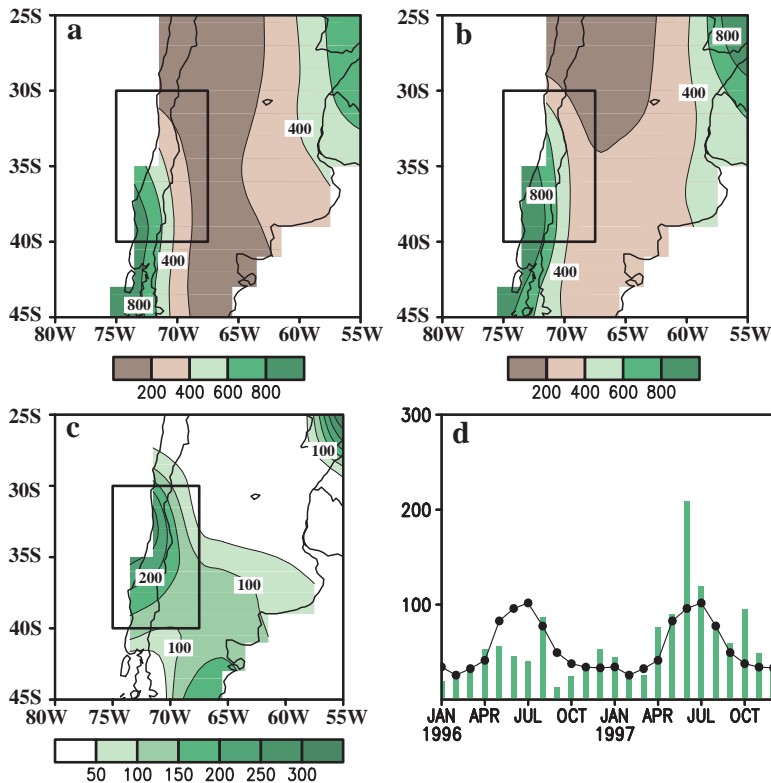 25S
30S
35S
40S
45S
a
400
400
800
80W 75W 70W 65W 60W 55W
200 400 600 800
25S
30S
35S
40S
45S
b
800
400
800
400
80W 75W 70W 65W 60W 55W
200 400 600 800
25S
30S
35S
40S
45S
c
100
200
100
100
80W 75W 70W 65W 60W 55W
50 100 150 200 250 300
300
200
100
d
JAN APR JUL OCT JAN APR JUL OCT
1996 1997